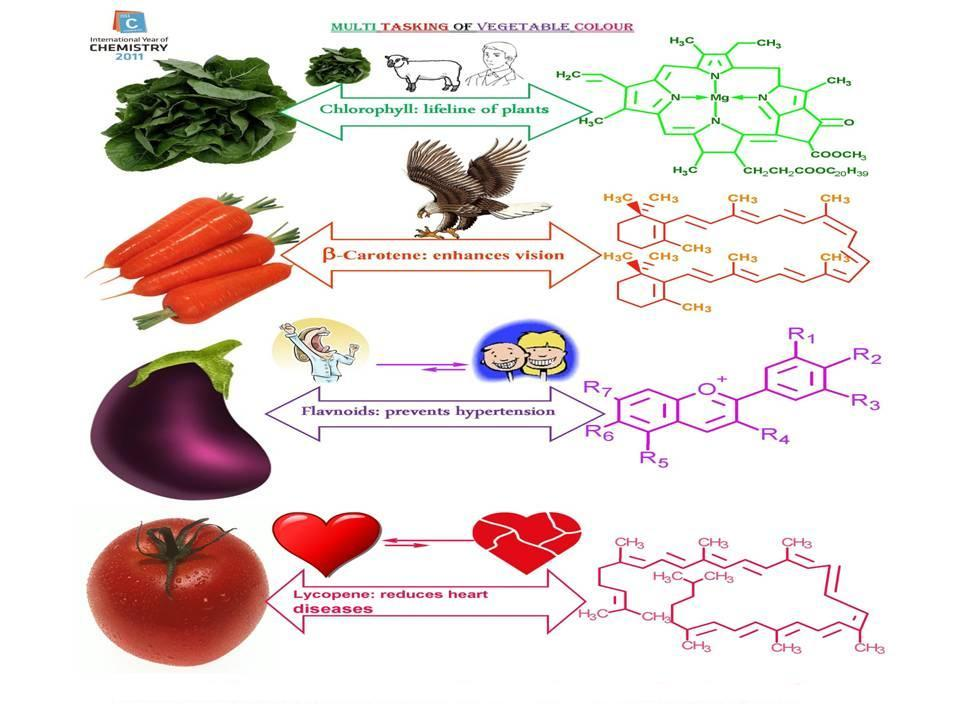 C
International Year of
CHEMISTRY
2011
MULTI TASKING OF VEGETABLE COLOUR
Chlorophyll: lifeline of plants
H₃C
CH₃
H₂C
N
CH₃
N
Mg
N
H₃C
N
O
COOCH₃
H₃C
CH₂CH₂COOC₂₀H₃₉
β-Carotene: enhances vision
H₃C
CH₃
CH₃
CH₃
CH₃
H₃C
CH₃
CH₃
CH₃
CH₃
Flavnoids: prevents hypertension
R₁
R₂
R₇
O⁺
R₃
R₆
R₄
R₅
Lycopene: reduces heart
diseases
CH₃
CH₃
CH₃
H₃C
CH₃
H₃C
CH₃
CH₃
CH₃
CH₃